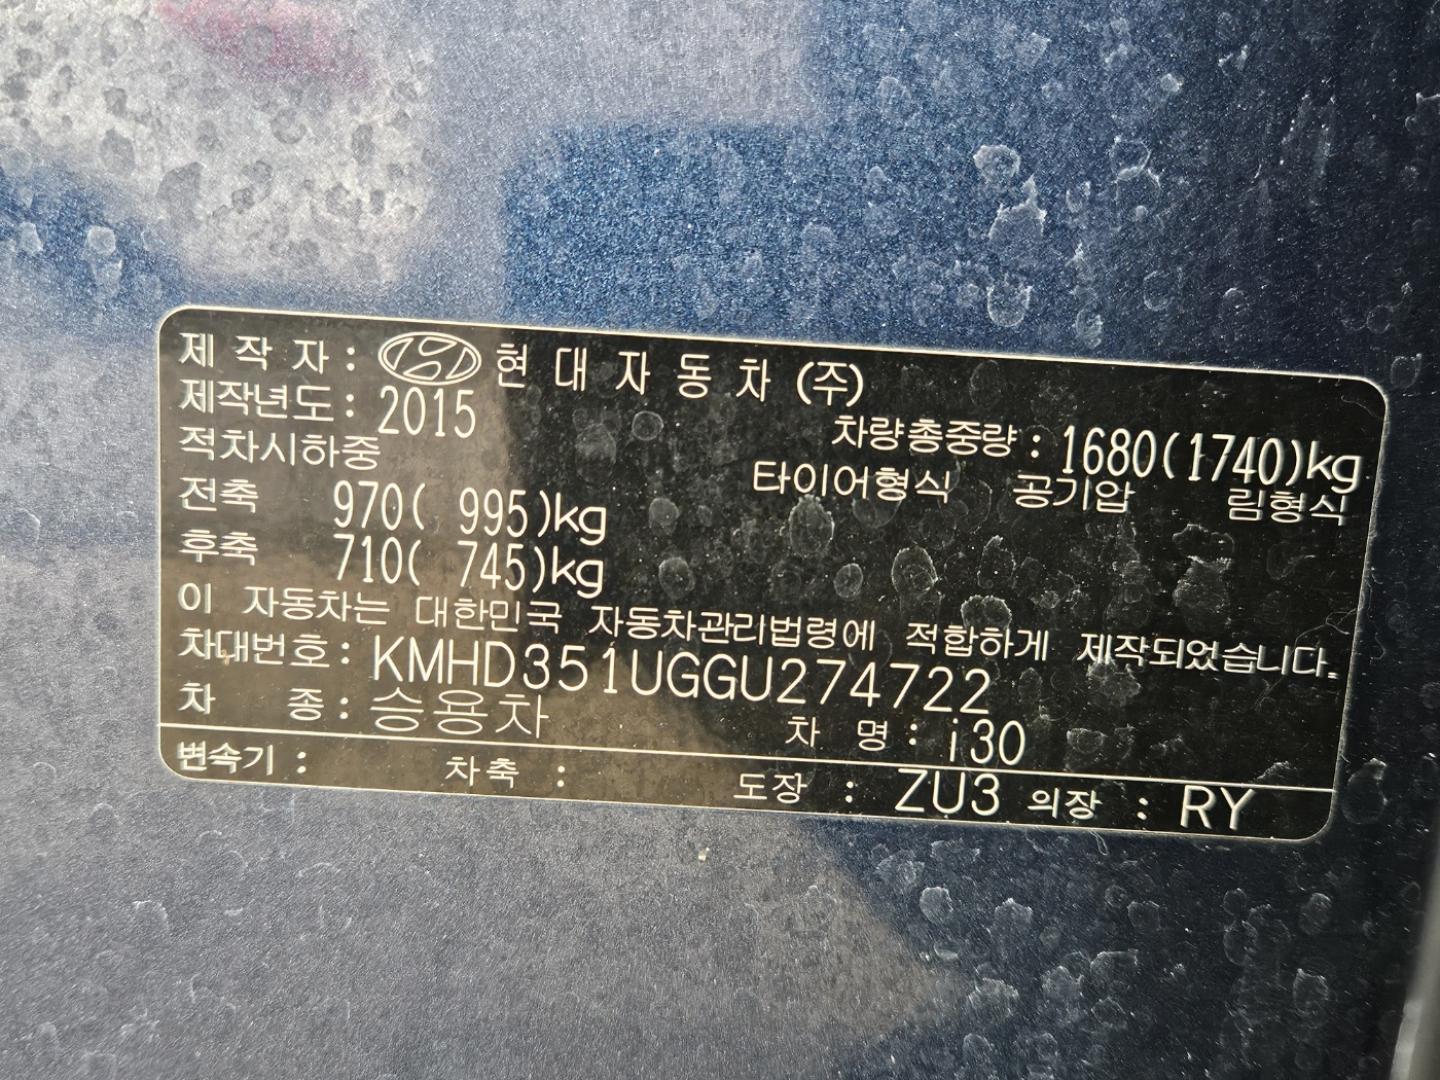 제 작 자 : 현 대 자 동 차 (주)
제작년도 : 2015
차량총중량 : 1680(1740)kg
적차시하중
타이어형식 공기압 림형식
전축 970( 995)kg
후축 710( 745)kg
이 자동차는 대한민국 자동차관리법령에 적합하게 제작되었습니다.
차대번호 : KMHD351UGGU274722
차 종 : 승용차 차 명 : i30
변속기 : 차축 : 도장 : ZU3 의장 : RY